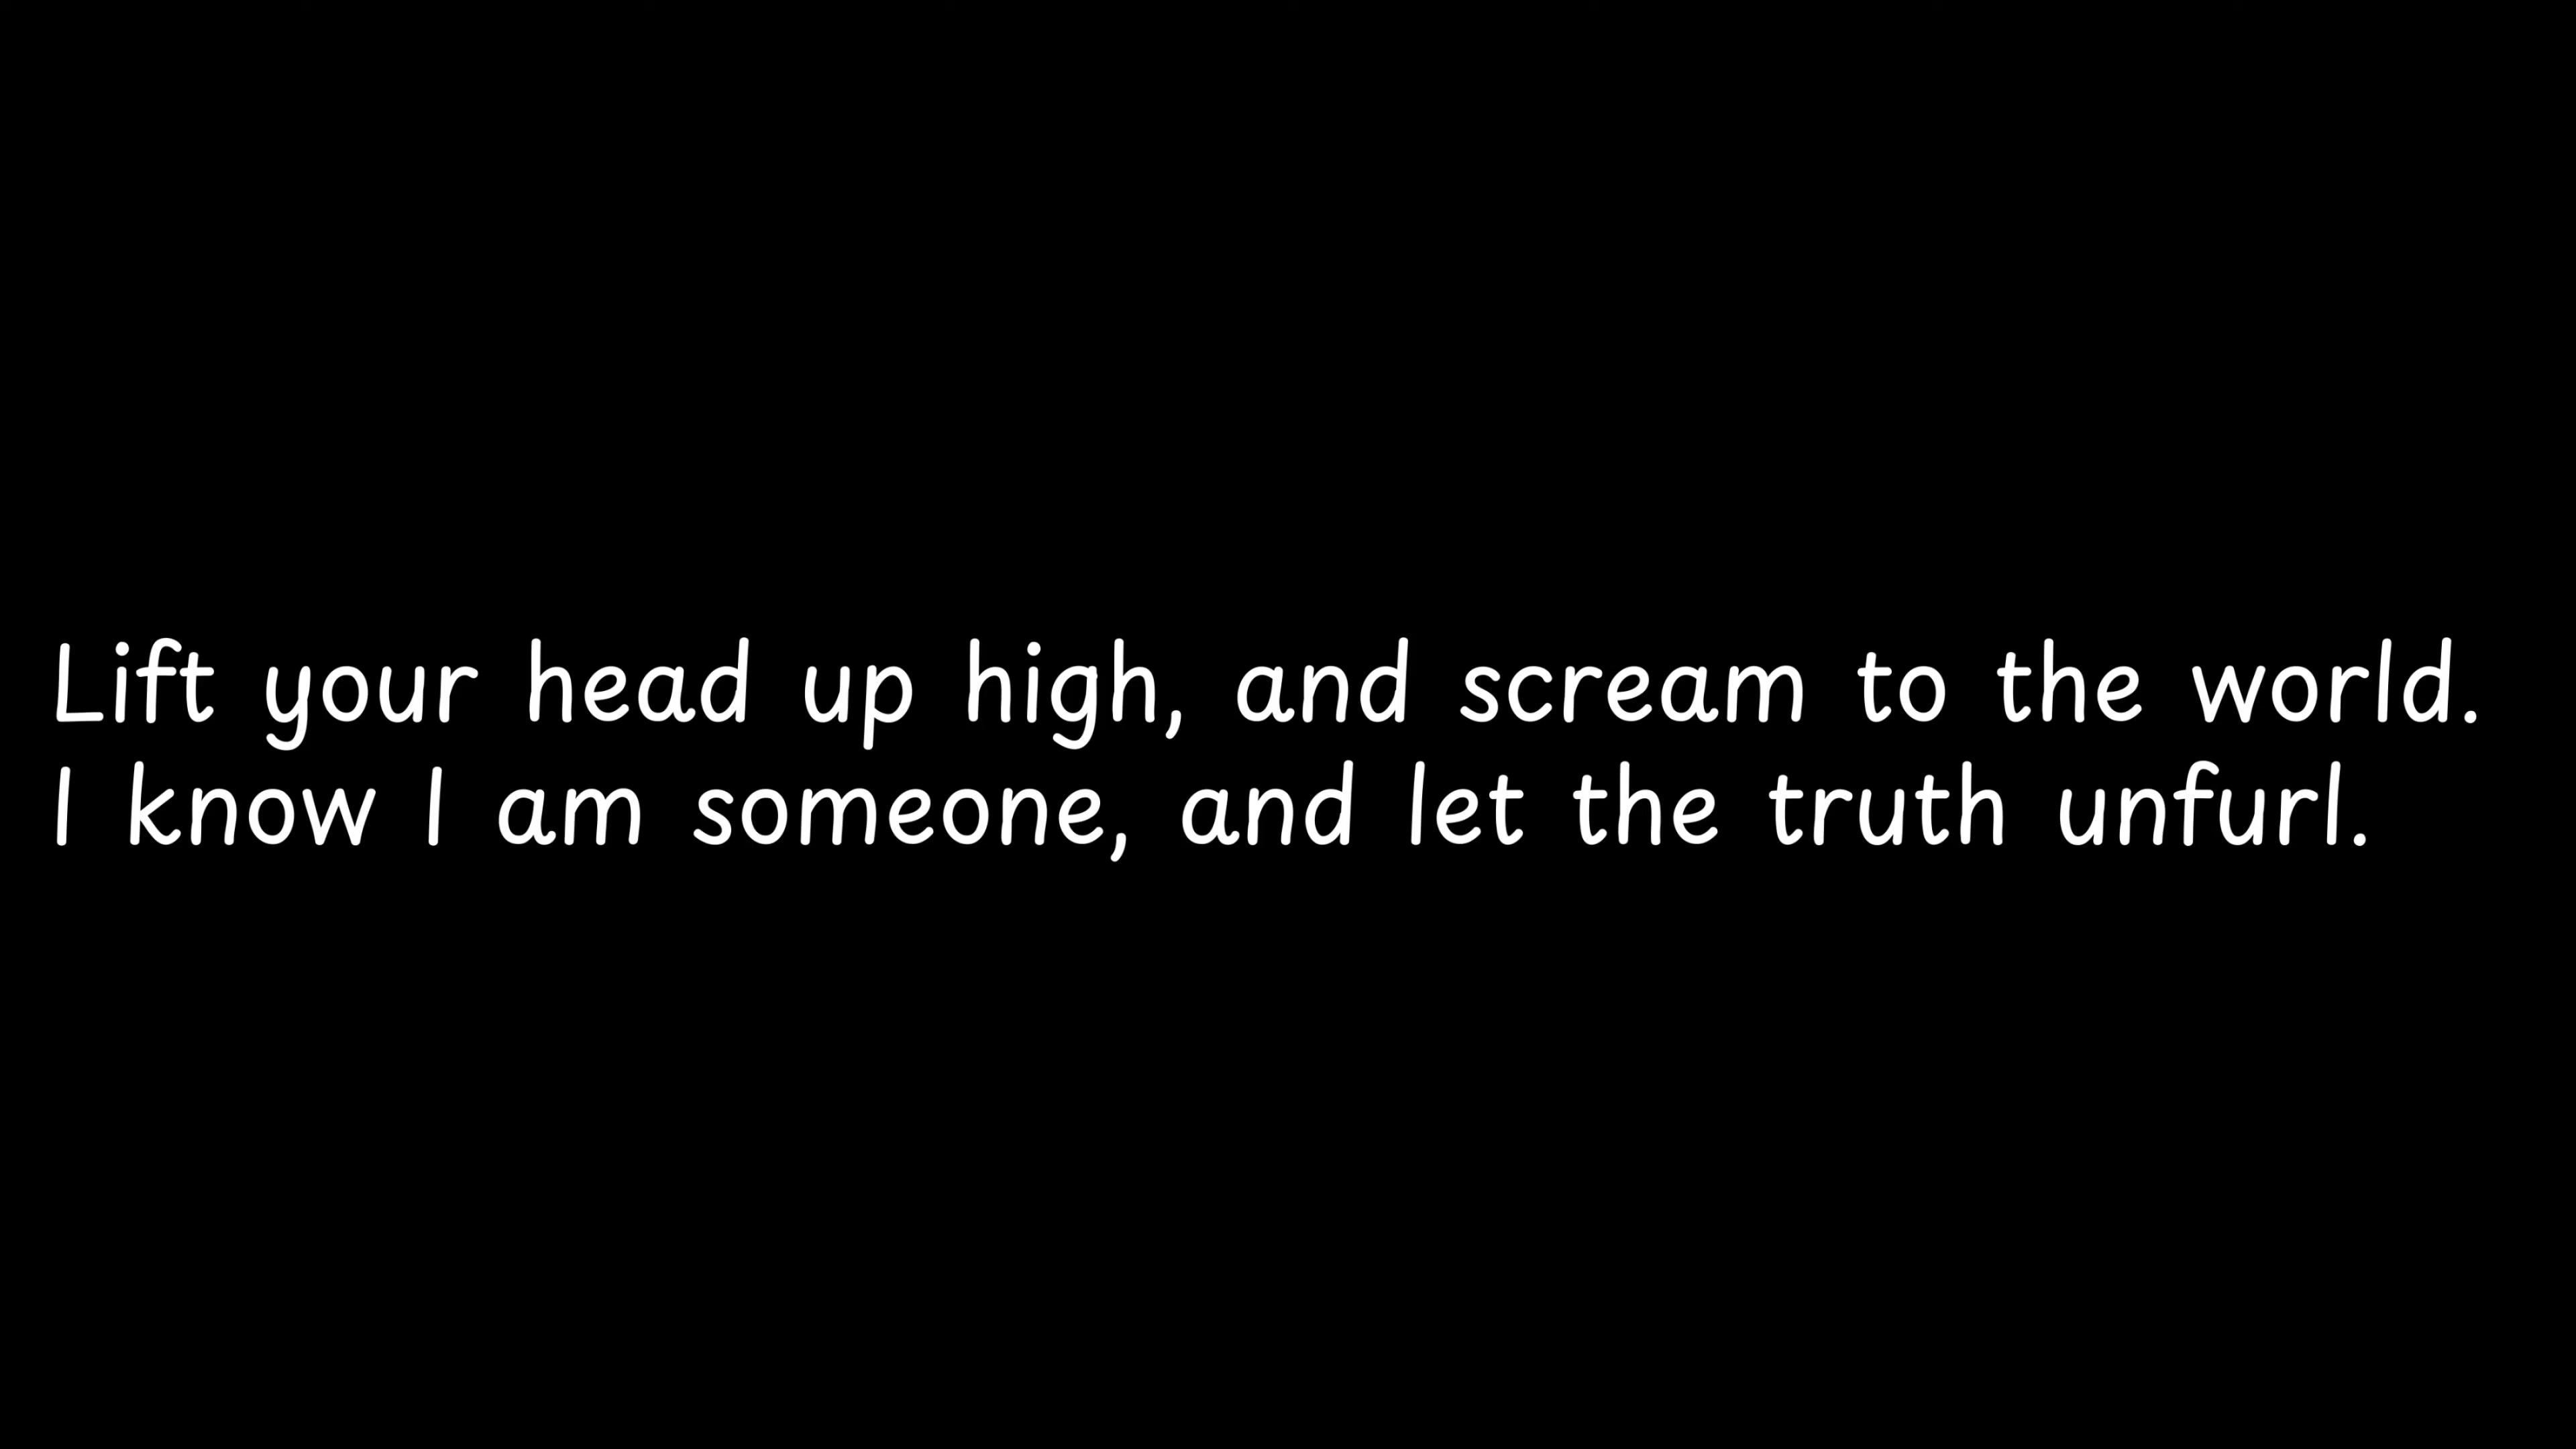 Lift your head up high, and scream to the world.
I know I am someone, and let the truth unfurl.